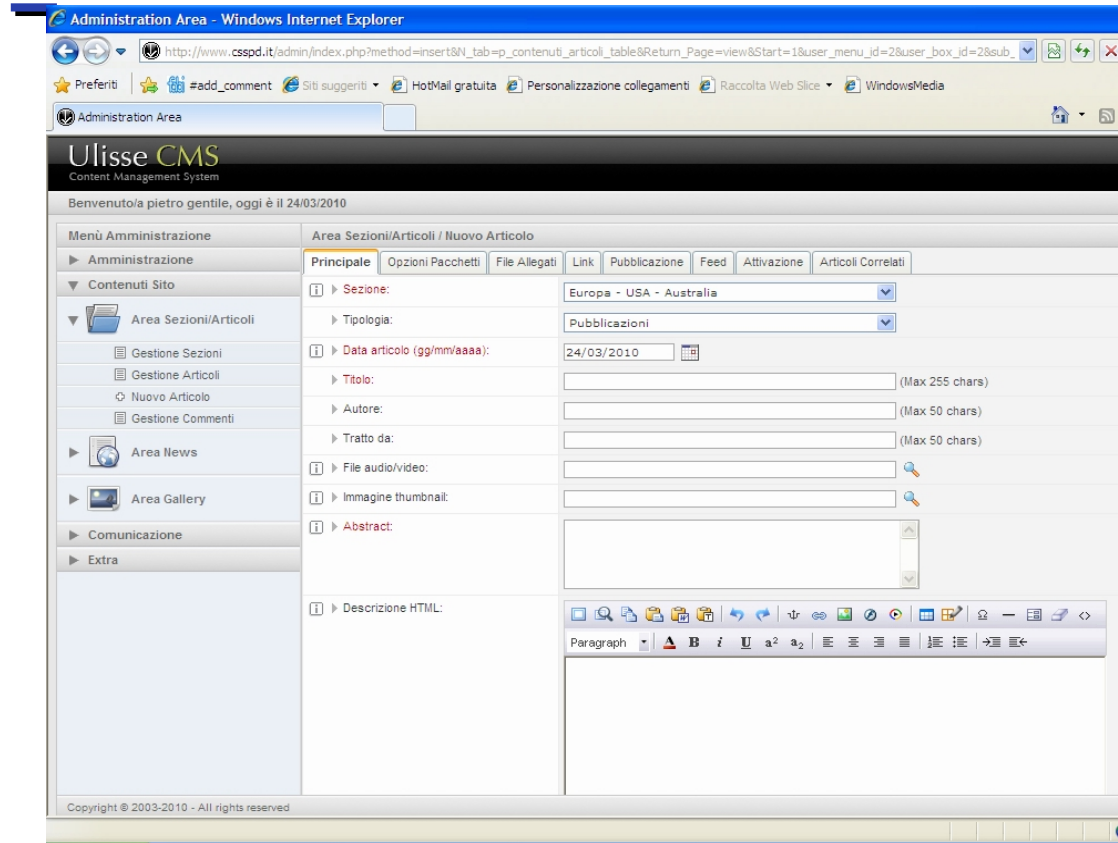 Administration Area - Windows Internet Explorer
http://www.csspd.it/admin/index.php?method=insert&N_tab=p_contenuti_articoli_table&Return_Page=view&Start=1&user_menu_id=2&user_box_id=2&sub_
Preferiti #add_comment Siti suggeriti HotMail gratuita Personalizzazione collegamenti Raccolta Web Slice WindowsMedia
Administration Area
Ulisse CMS
Content Management System
Benvenuto/a pietro gentile, oggi è il 24/03/2010
Menù Amministrazione
Amministrazione
Contenuti Sito
Area Sezioni/Articoli
Gestione Sezioni
Gestione Articoli
Nuovo Articolo
Gestione Commenti
Area News
Area Gallery
Comunicazione
Extra
Area Sezioni/Articoli / Nuovo Articolo
Principale Opzioni Pacchetti File Allegati Link Pubblicazione Feed Attivazione Articoli Correlati
Sezione: Europa - USA - Australia
Tipologia: Pubblicazioni
Data articolo (gg/mm/aaaa): 24/03/2010
Titolo: (Max 255 chars)
Autore: (Max 50 chars)
Tratto da: (Max 50 chars)
File audio/video:
Immagine thumbnail:
Abstract:
Descrizione HTML:
Paragraph A B i U a² a₂
Copyright © 2003-2010 - All rights reserved